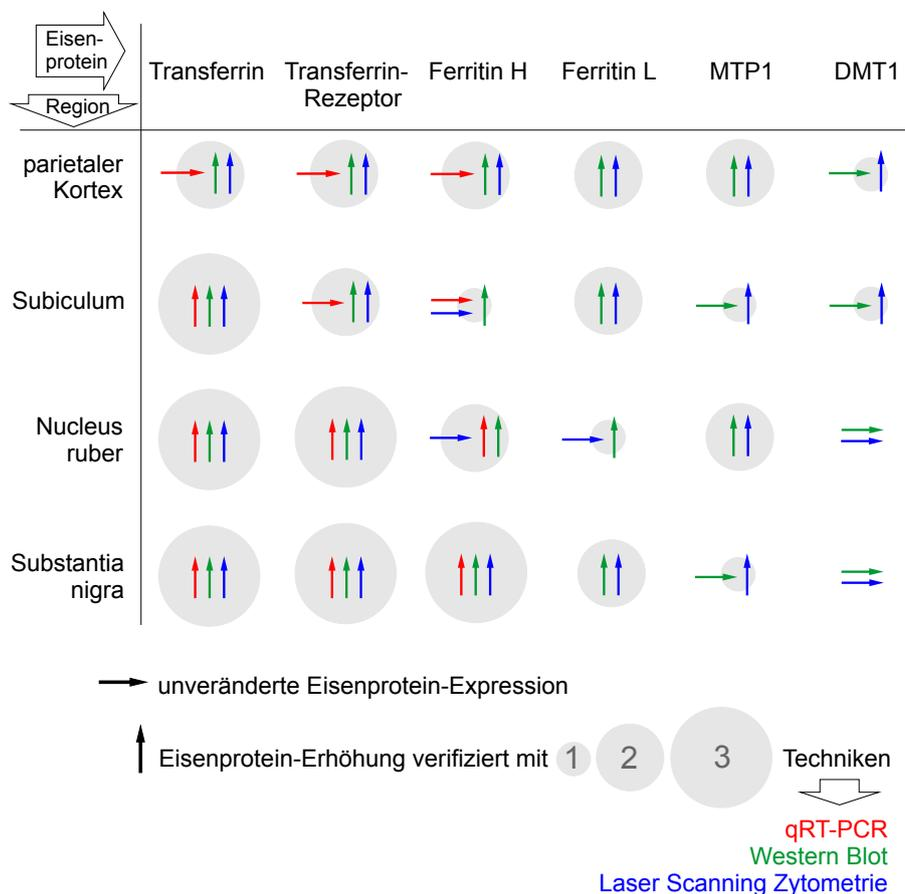 Eisen-
protein
Region
Transferrin
Transferrin-
Rezeptor
Ferritin H
Ferritin L
MTP1
DMT1
parietaler
Kortex
Subiculum
Nucleus
ruber
Substantia
nigra
unveränderte Eisenprotein-Expression
Eisenprotein-Erhöhung verifiziert mit 1 2 3 Techniken
qRT-PCR
Western Blot
Laser Scanning Zytometrie